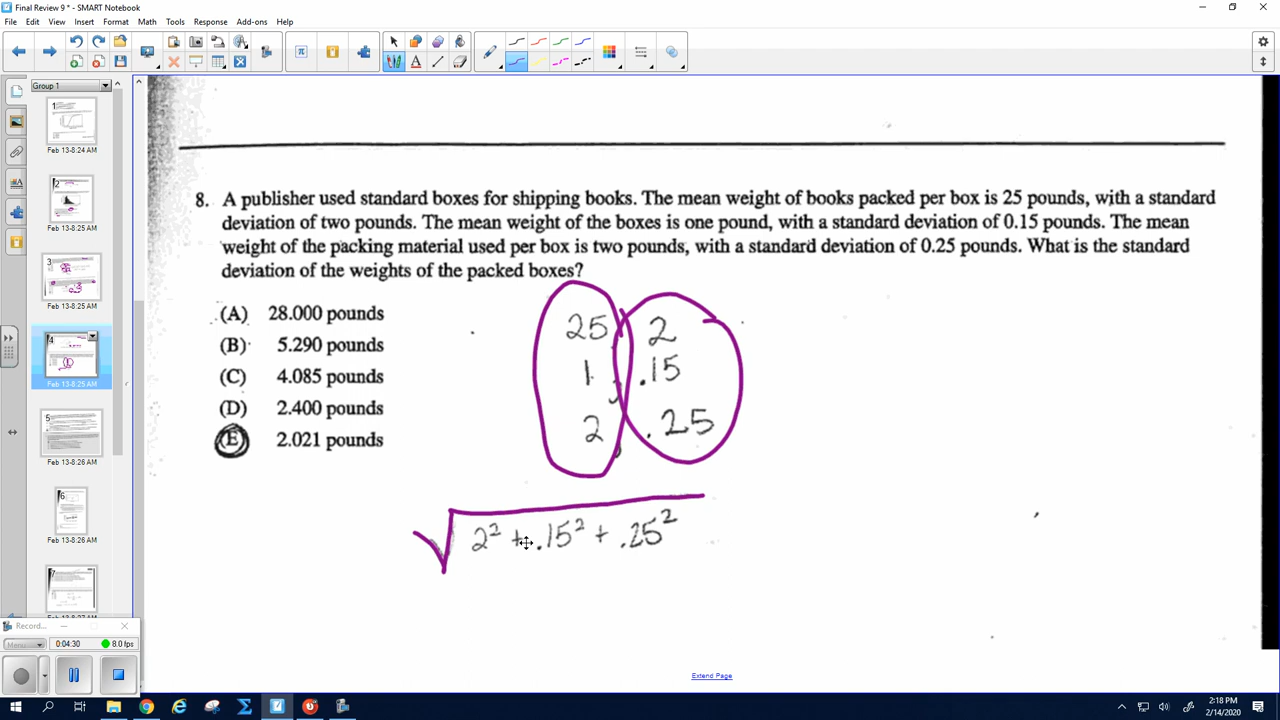 Final Review 9 * - SMART Notebook
File Edit View Insert Format Math Tools Response Add-ons Help
Group 1
1
Feb 13-8:24 AM
2
Feb 13-8:25 AM
3
Feb 13-8:25 AM
4
Feb 13-8:25 AM
5
Feb 13-8:26 AM
6
Feb 13-8:26 AM
7
8. A publisher used standard boxes for shipping books. The mean weight of books packed per box is 25 pounds, with a standard
deviation of two pounds. The mean weight of the boxes is one pound, with a standard deviation of 0.15 pounds. The mean
weight of the packing material used per box is two pounds, with a standard deviation of 0.25 pounds. What is the standard
deviation of the weights of the packed boxes?
(A) 28.000 pounds
(B) 5.290 pounds
(C) 4.085 pounds
(D) 2.400 pounds
(E) 2.021 pounds
25, 2
1, .15
2, .25
√2² + .15² + .25²
Extend Page
Record...
Menu
0:04:30 8.0 fps
2:18 PM
2/14/2020